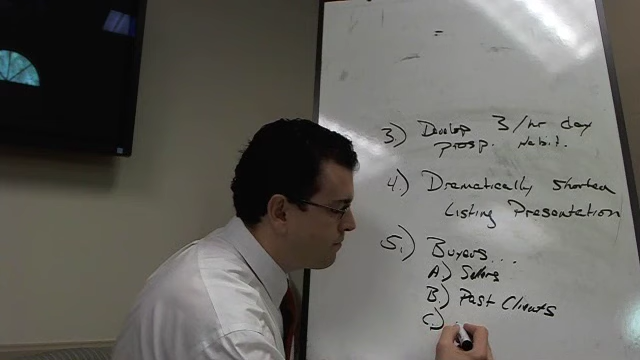 3.) Develop 3/hr day
prosp. Habit.
4.) Dramatically shorten
Listing Presentation
5.) Buyers...
A.) Sellers
B.) Past Clients
C.)